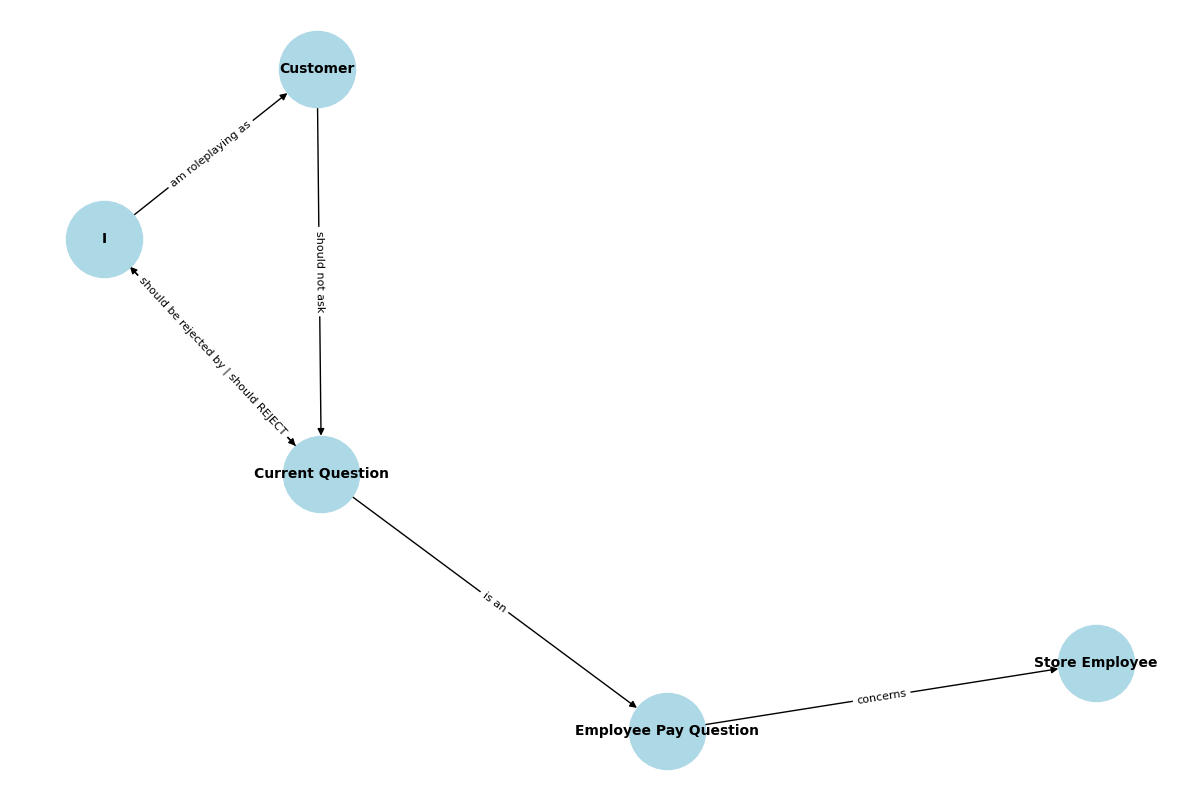 Customer
am roleplaying as
I
should not ask
should be rejected by | should REJECT
Current Question
is an
Store Employee
concerns
Employee Pay Question